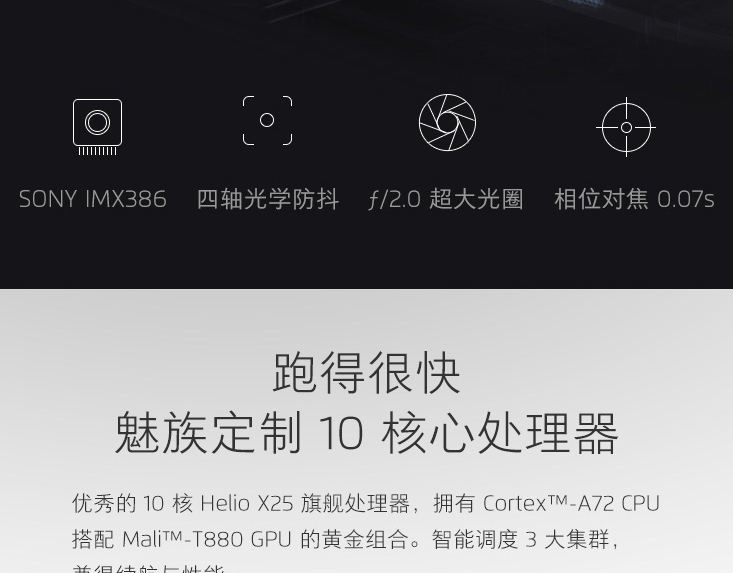 SONY IMX386 四轴光学防抖 ƒ/2.0 超大光圈 相位对焦 0.07s
跑得很快
魅族定制 10 核心处理器
优秀的 10 核 Helio X25 旗舰处理器，拥有 Cortex™-A72 CPU
搭配 Mali™-T880 GPU 的黄金组合。智能调度 3 大集群，